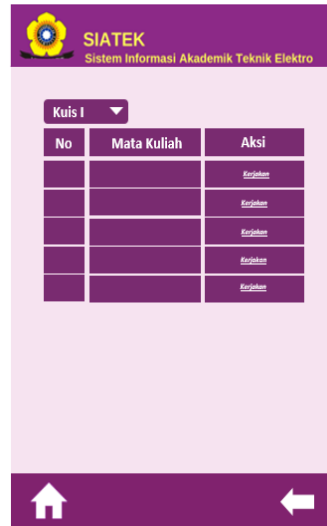 SIATEK
Sistem Informasi Akademik Teknik Elektro
Kuis I
No Mata Kuliah Aksi
Kerjakan
Kerjakan
Kerjakan
Kerjakan
Kerjakan